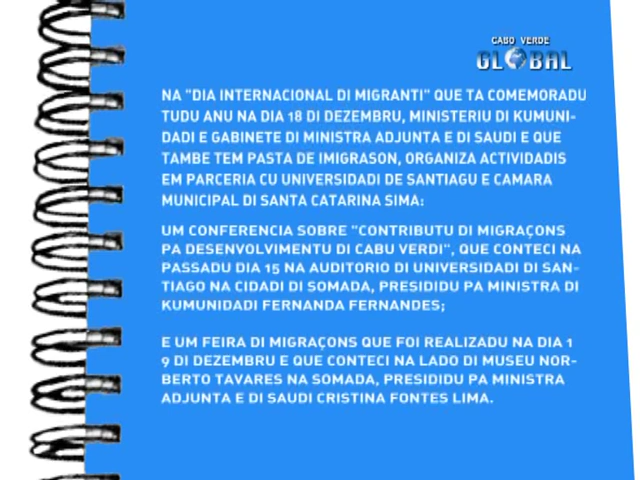 CABO VERDE
GLOBAL
NA "DIA INTERNACIONAL DI MIGRANTI" QUE TA COMEMORADU
TUDU ANU NA DIA 18 DI DEZEMBRU, MINISTERIU DI KUMUNI-
DADI E GABINETE DI MINISTRA ADJUNTA E DI SAUDI E QUE
TAMBE TEM PASTA DE IMIGRASON, ORGANIZA ACTIVIDADIS
EM PARCERIA CU UNIVERSIDADI DE SANTIAGU E CAMARA
MUNICIPAL DI SANTA CATARINA SIMA:
UM CONFERENCIA SOBRE "CONTRIBUTU DI MIGRAÇONS
PA DESENVOLVIMENTU DI CABU VERDI", QUE CONTECI NA
PASSADU DIA 15 NA AUDITORIO DI UNIVERSIDADI DI SAN-
TIAGO NA CIDADI DI SOMADA, PRESIDIDU PA MINISTRA DI
KUMUNIDADI FERNANDA FERNANDES;
E UM FEIRA DI MIGRAÇONS QUE FOI REALIZADU NA DIA 1
9 DI DEZEMBRU E QUE CONTECI NA LADO DI MUSEU NOR-
BERTO TAVARES NA SOMADA, PRESIDIDU PA MINISTRA
ADJUNTA E DI SAUDI CRISTINA FONTES LIMA.